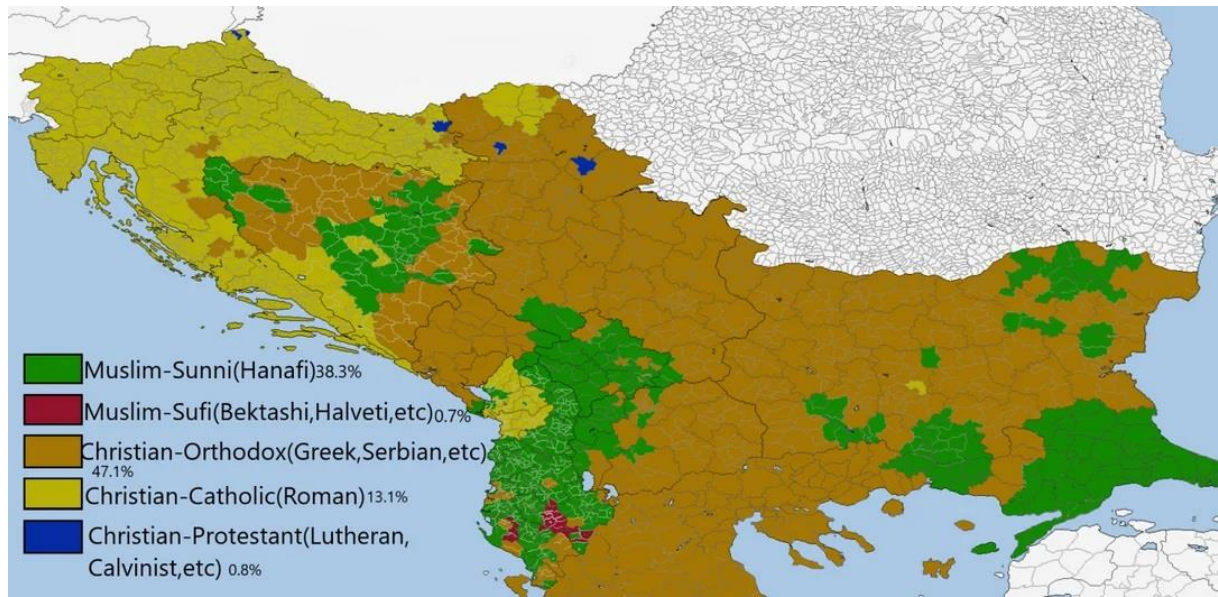 Muslim-Sunni(Hanafi)38.3%
Muslim-Sufi(Bektashi,Halveti,etc)0.7%
Christian-Orthodox(Greek,Serbian,etc)
47.1%
Christian-Catholic(Roman)13.1%
Christian-Protestant(Lutheran,
Calvinist,etc) 0.8%